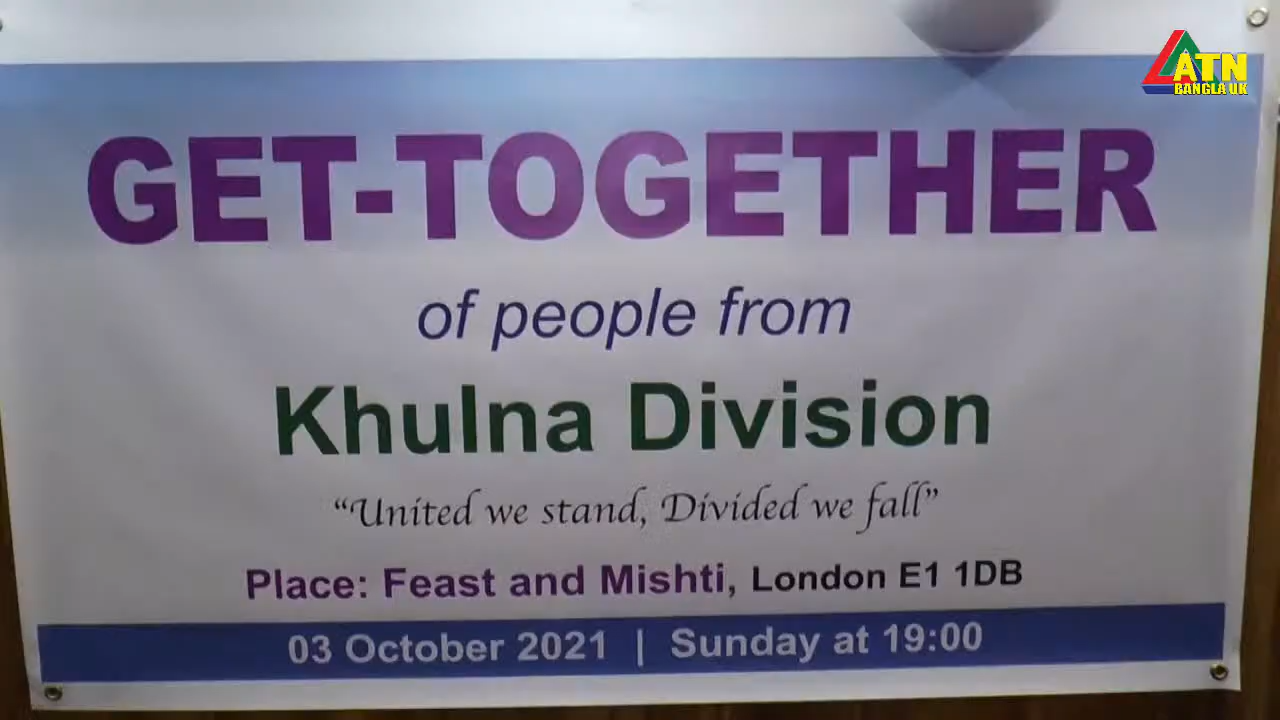 ATN
BANGLA UK
GET-TOGETHER
of people from
Khulna Division
“United we stand, Divided we fall”
Place: Feast and Mishti, London E1 1DB
03 October 2021 | Sunday at 19:00